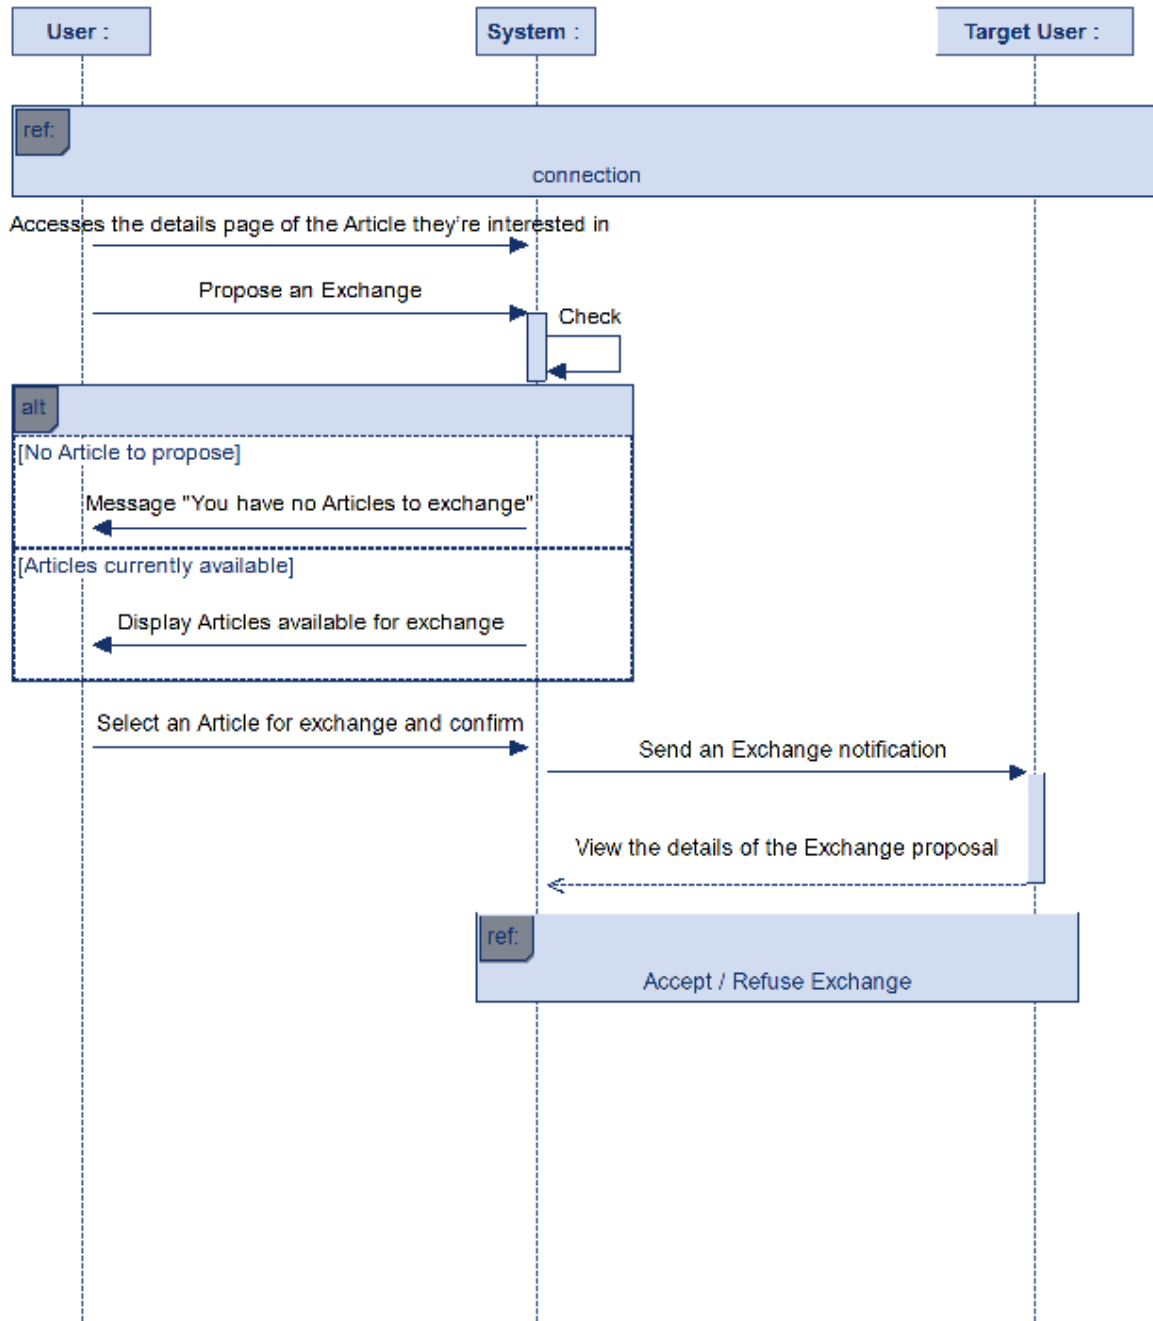 User :
System :
Target User :
ref:
connection
Accesses the details page of the Article they're interested in
Propose an Exchange
Check
alt
[No Article to propose]
Message "You have no Articles to exchange"
[Articles currently available]
Display Articles available for exchange
Select an Article for exchange and confirm
Send an Exchange notification
View the details of the Exchange proposal
ref:
Accept / Refuse Exchange